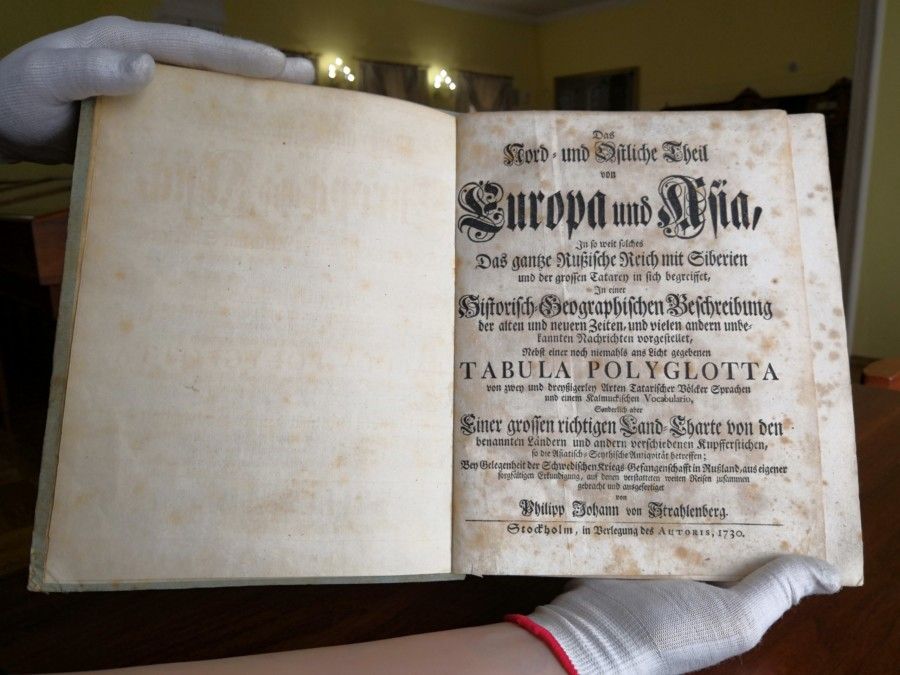 Das
Nord- und Ostliche Theil
von
Europa und Asia,
In so weit solches
Das gantze Rußische Reich mit Siberien
und der grossen Tatarey in sich begreiffet,
In einer
Historisch-Geographischen Beschreibung
der alten und neuern Zeiten, und vielen andern unbe-
kannten Nachrichten vorgestellet,
Nebst einer noch niemahls ans Licht gegebenen
TABULA POLYGLOTTA
von zwey und dreyßigerley Arten Tatarischer Völcker Sprachen
und einem Kalmuckischen Vocabulario,
Sonderlich aber
Einer grossen richtigen Land-Charte von den
benannten Ländern und andern verschiedenen Kupfferstichen,
so die Asiatisch-Scythische Antiquität betreffen;
Bey Gelegenheit der Schwedischen Kriegs-Gefangenschafft in Rußland, aus eigener
sorgfältigen Erkundigung, auf denen verstatteten weiten Reisen zusammen
gebracht und ausgefertiget
von
Philipp Johann von Strahlenberg.
Stockholm, in Verlegung des AUTORIS, 1730.